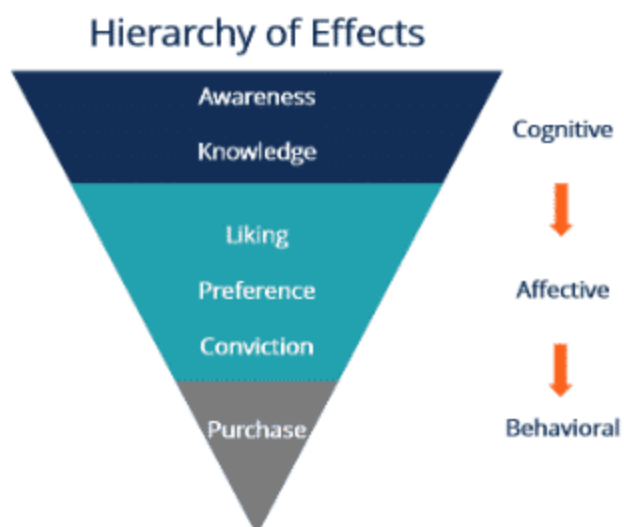 Hierarchy of Effects
Awareness
Knowledge
Cognitive
Liking
Preference
Conviction
Affective
Purchase
Behavioral